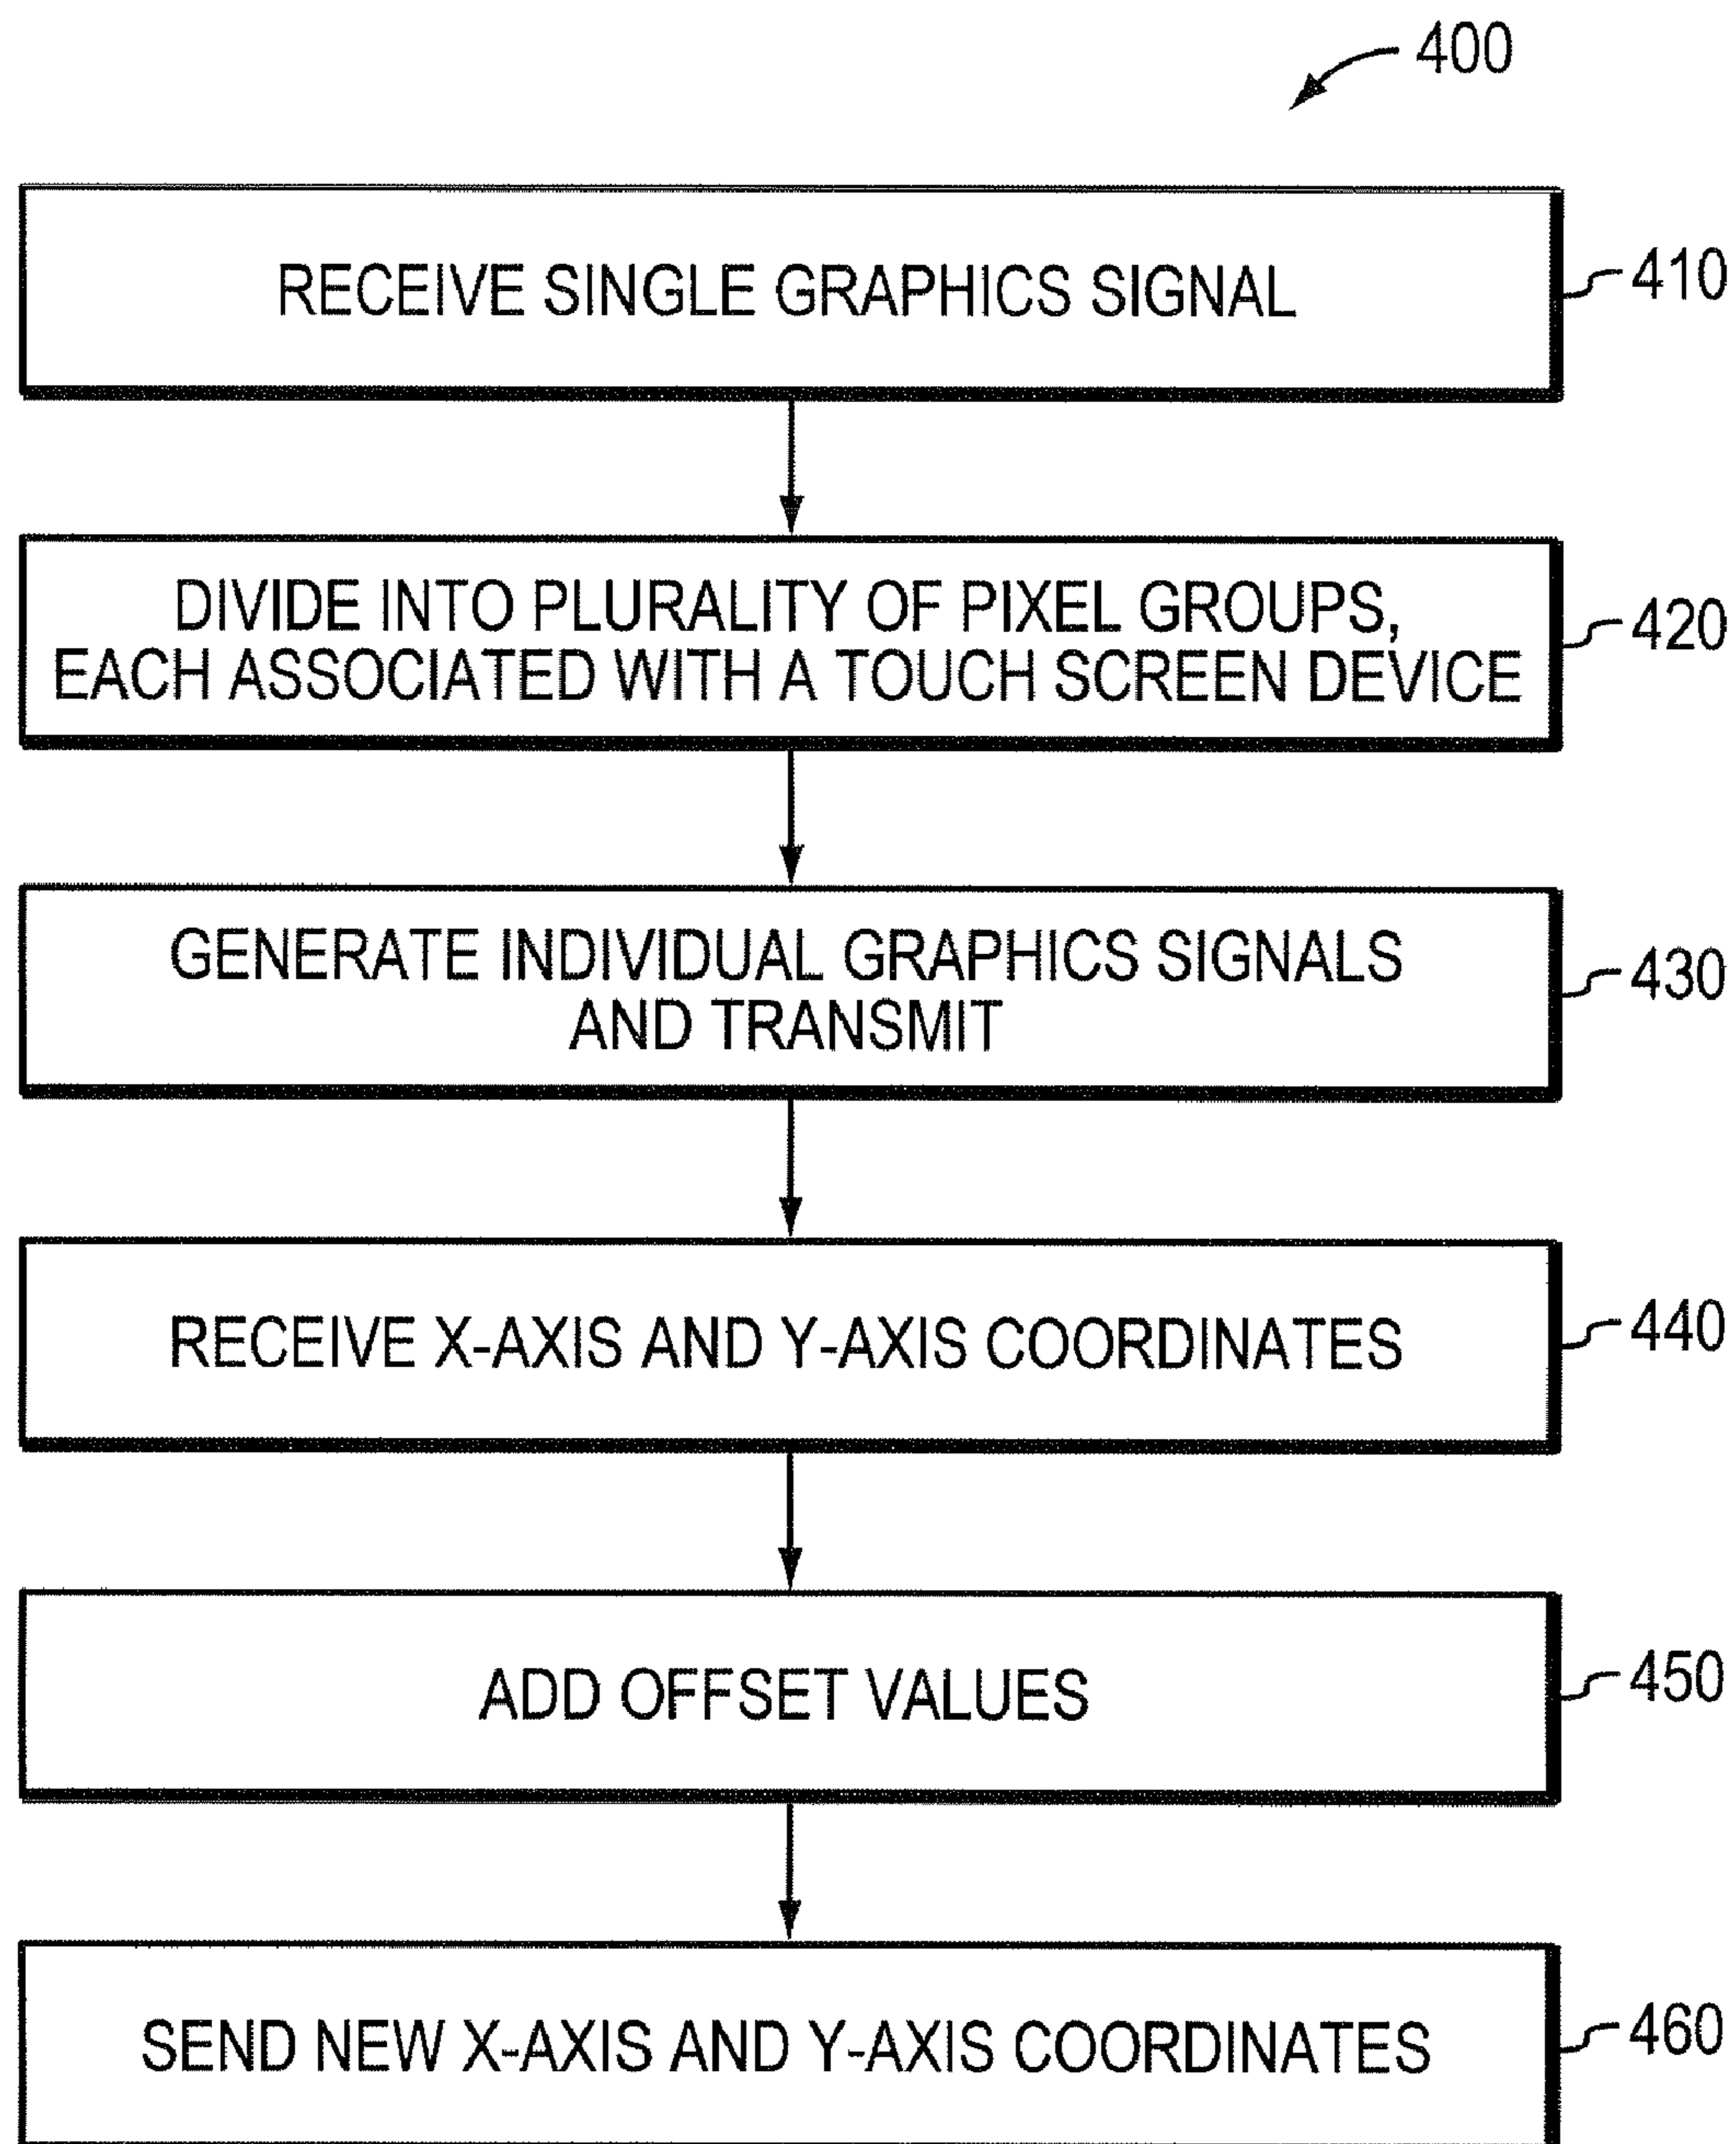 400
RECEIVE SINGLE GRAPHICS SIGNAL
410
DIVIDE INTO PLURALITY OF PIXEL GROUPS,
EACH ASSOCIATED WITH A TOUCH SCREEN DEVICE
420
GENERATE INDIVIDUAL GRAPHICS SIGNALS
AND TRANSMIT
430
RECEIVE X-AXIS AND Y-AXIS COORDINATES
440
ADD OFFSET VALUES
450
SEND NEW X-AXIS AND Y-AXIS COORDINATES
460